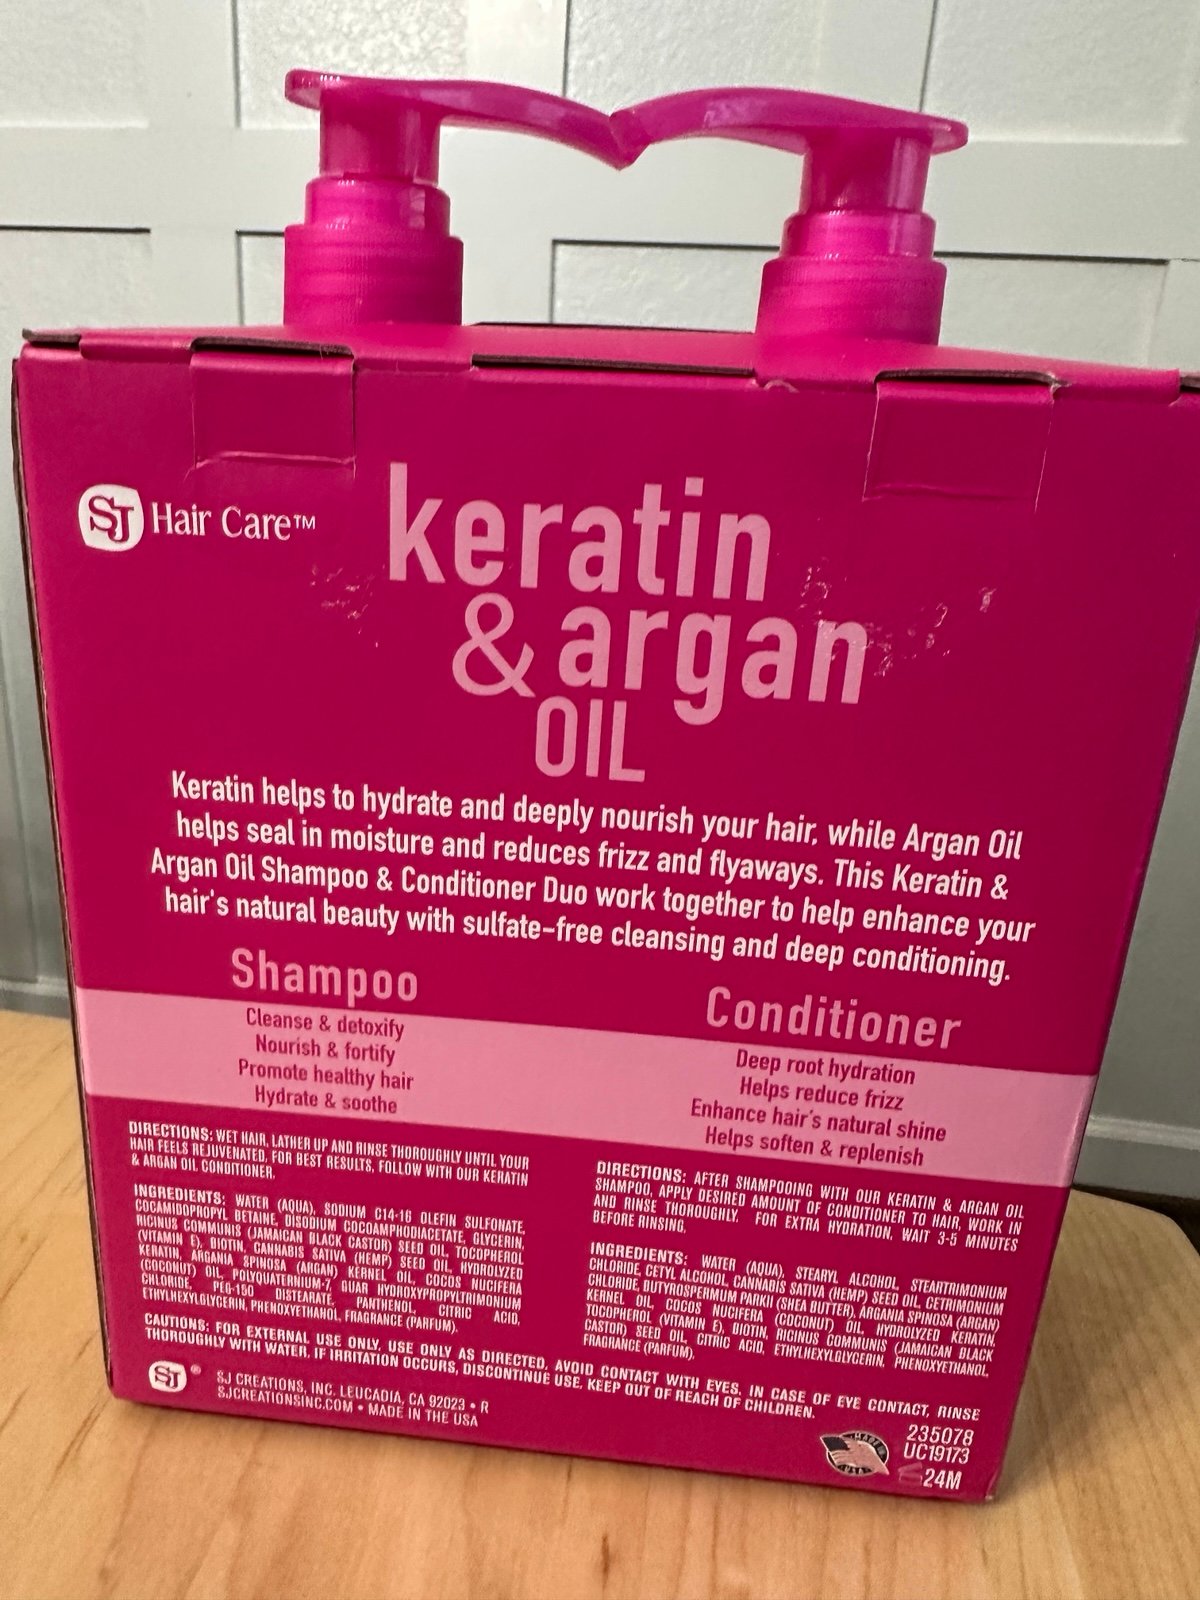 SJ Hair Care™
keratin
& argan
OIL
Keratin helps to hydrate and deeply nourish your hair, while Argan Oil
helps seal in moisture and reduces frizz and flyaways. This Keratin &
Argan Oil Shampoo & Conditioner Duo work together to help enhance your
hair's natural beauty with sulfate-free cleansing and deep conditioning.
Shampoo
Cleanse & detoxify
Nourish & fortify
Promote healthy hair
Hydrate & soothe
DIRECTIONS: WET HAIR, LATHER UP AND RINSE THOROUGHLY UNTIL YOUR
HAIR FEELS REJUVENATED, FOR BEST RESULTS, FOLLOW WITH OUR KERATIN
& ARGAN OIL CONDITIONER.
INGREDIENTS: WATER (AQUA), SODIUM C14-16 OLEFIN SULFONATE,
COCAMIDOPROPYL BETAINE, DISODIUM COCOAMPHODIACETATE, GLYCERIN,
RICINUS COMMUNIS (JAMAICAN BLACK CASTOR) SEED OIL, TOCOPHEROL
(VITAMIN E), BIOTIN, CANNABIS SATIVA (HEMP) SEED OIL, HYDROLYZED
KERATIN, ARGANIA SPINOSA (ARGAN) KERNEL OIL, COCOS NUCIFERA
(COCONUT) OIL, POLYQUATERNIUM-7, GUAR HYDROXYPROPYLTRIMONIUM
CHLORIDE, PEG-150 DISTEARATE, PANTHENOL, CITRIC ACID,
ETHYLHEXYLGLYCERIN, PHENOXYETHANOL, FRAGRANCE (PARFUM).
Conditioner
Deep root hydration
Helps reduce frizz
Enhance hair's natural shine
Helps soften & replenish
DIRECTIONS: AFTER SHAMPOOING WITH OUR KERATIN & ARGAN OIL
SHAMPOO, APPLY DESIRED AMOUNT OF CONDITIONER TO HAIR, WORK IN
AND RINSE THOROUGHLY. FOR EXTRA HYDRATION, WAIT 3-5 MINUTES
BEFORE RINSING.
INGREDIENTS: WATER (AQUA), STEARYL ALCOHOL, STEARTRIMONIUM
CHLORIDE, CETYL ALCOHOL, CANNABIS SATIVA (HEMP) SEED OIL, CETRIMONIUM
CHLORIDE, BUTYROSPERMUM PARKII (SHEA BUTTER), ARGANIA SPINOSA (ARGAN)
KERNEL OIL, COCOS NUCIFERA (COCONUT) OIL, HYDROLYZED KERATIN,
TOCOPHEROL (VITAMIN E), BIOTIN, RICINUS COMMUNIS (JAMAICAN BLACK
CASTOR) SEED OIL, CITRIC ACID, ETHYLHEXYLGLYCERIN, PHENOXYETHANOL,
FRAGRANCE (PARFUM).
CAUTIONS: FOR EXTERNAL USE ONLY, USE ONLY AS DIRECTED, AVOID CONTACT WITH EYES, IN CASE OF EYE CONTACT, RINSE
THOROUGHLY WITH WATER, IF IRRITATION OCCURS, DISCONTINUE USE. KEEP OUT OF REACH OF CHILDREN.
SJ®
SJ CREATIONS, INC. LEUCADIA, CA 92023 • R
SJCREATIONSINC.COM • MADE IN THE USA
MADE IN
USA
235078
UC19173
24M